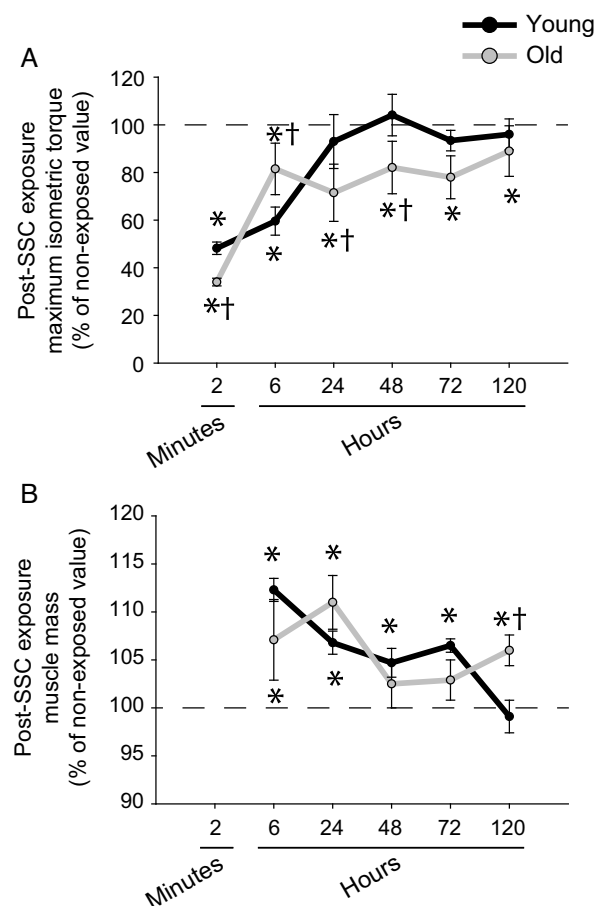 Young
Old
A
Post-SSC exposure
maximum isometric torque
(% of non-exposed value)
120
100
80
60
40
20
0
*
*†
*†
*
*†
*†
*
*
2
6
24
48
72
120
Minutes
Hours
B
Post-SSC exposure
muscle mass
(% of non-exposed value)
120
115
110
105
100
95
90
*
*
*
*
*
*
*†
2
6
24
48
72
120
Minutes
Hours